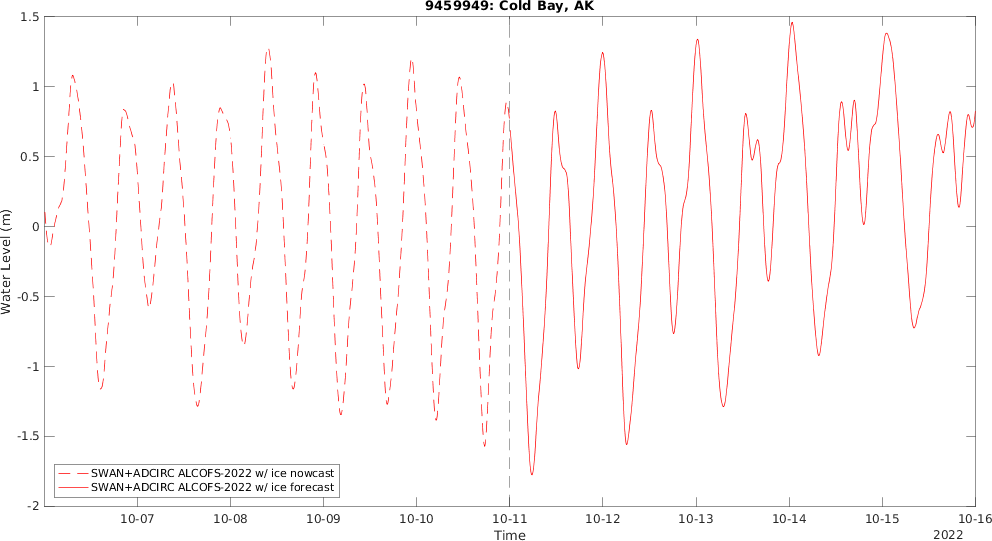 9459949: Cold Bay, AK
1.5
1
0.5
0
-0.5
-1
-1.5
-2
Water Level (m)
SWAN+ADCIRC ALCOFS-2022 w/ ice nowcast
SWAN+ADCIRC ALCOFS-2022 w/ ice forecast
10-07 10-08 10-09 10-10 10-11 10-12 10-13 10-14 10-15 10-16
Time
2022